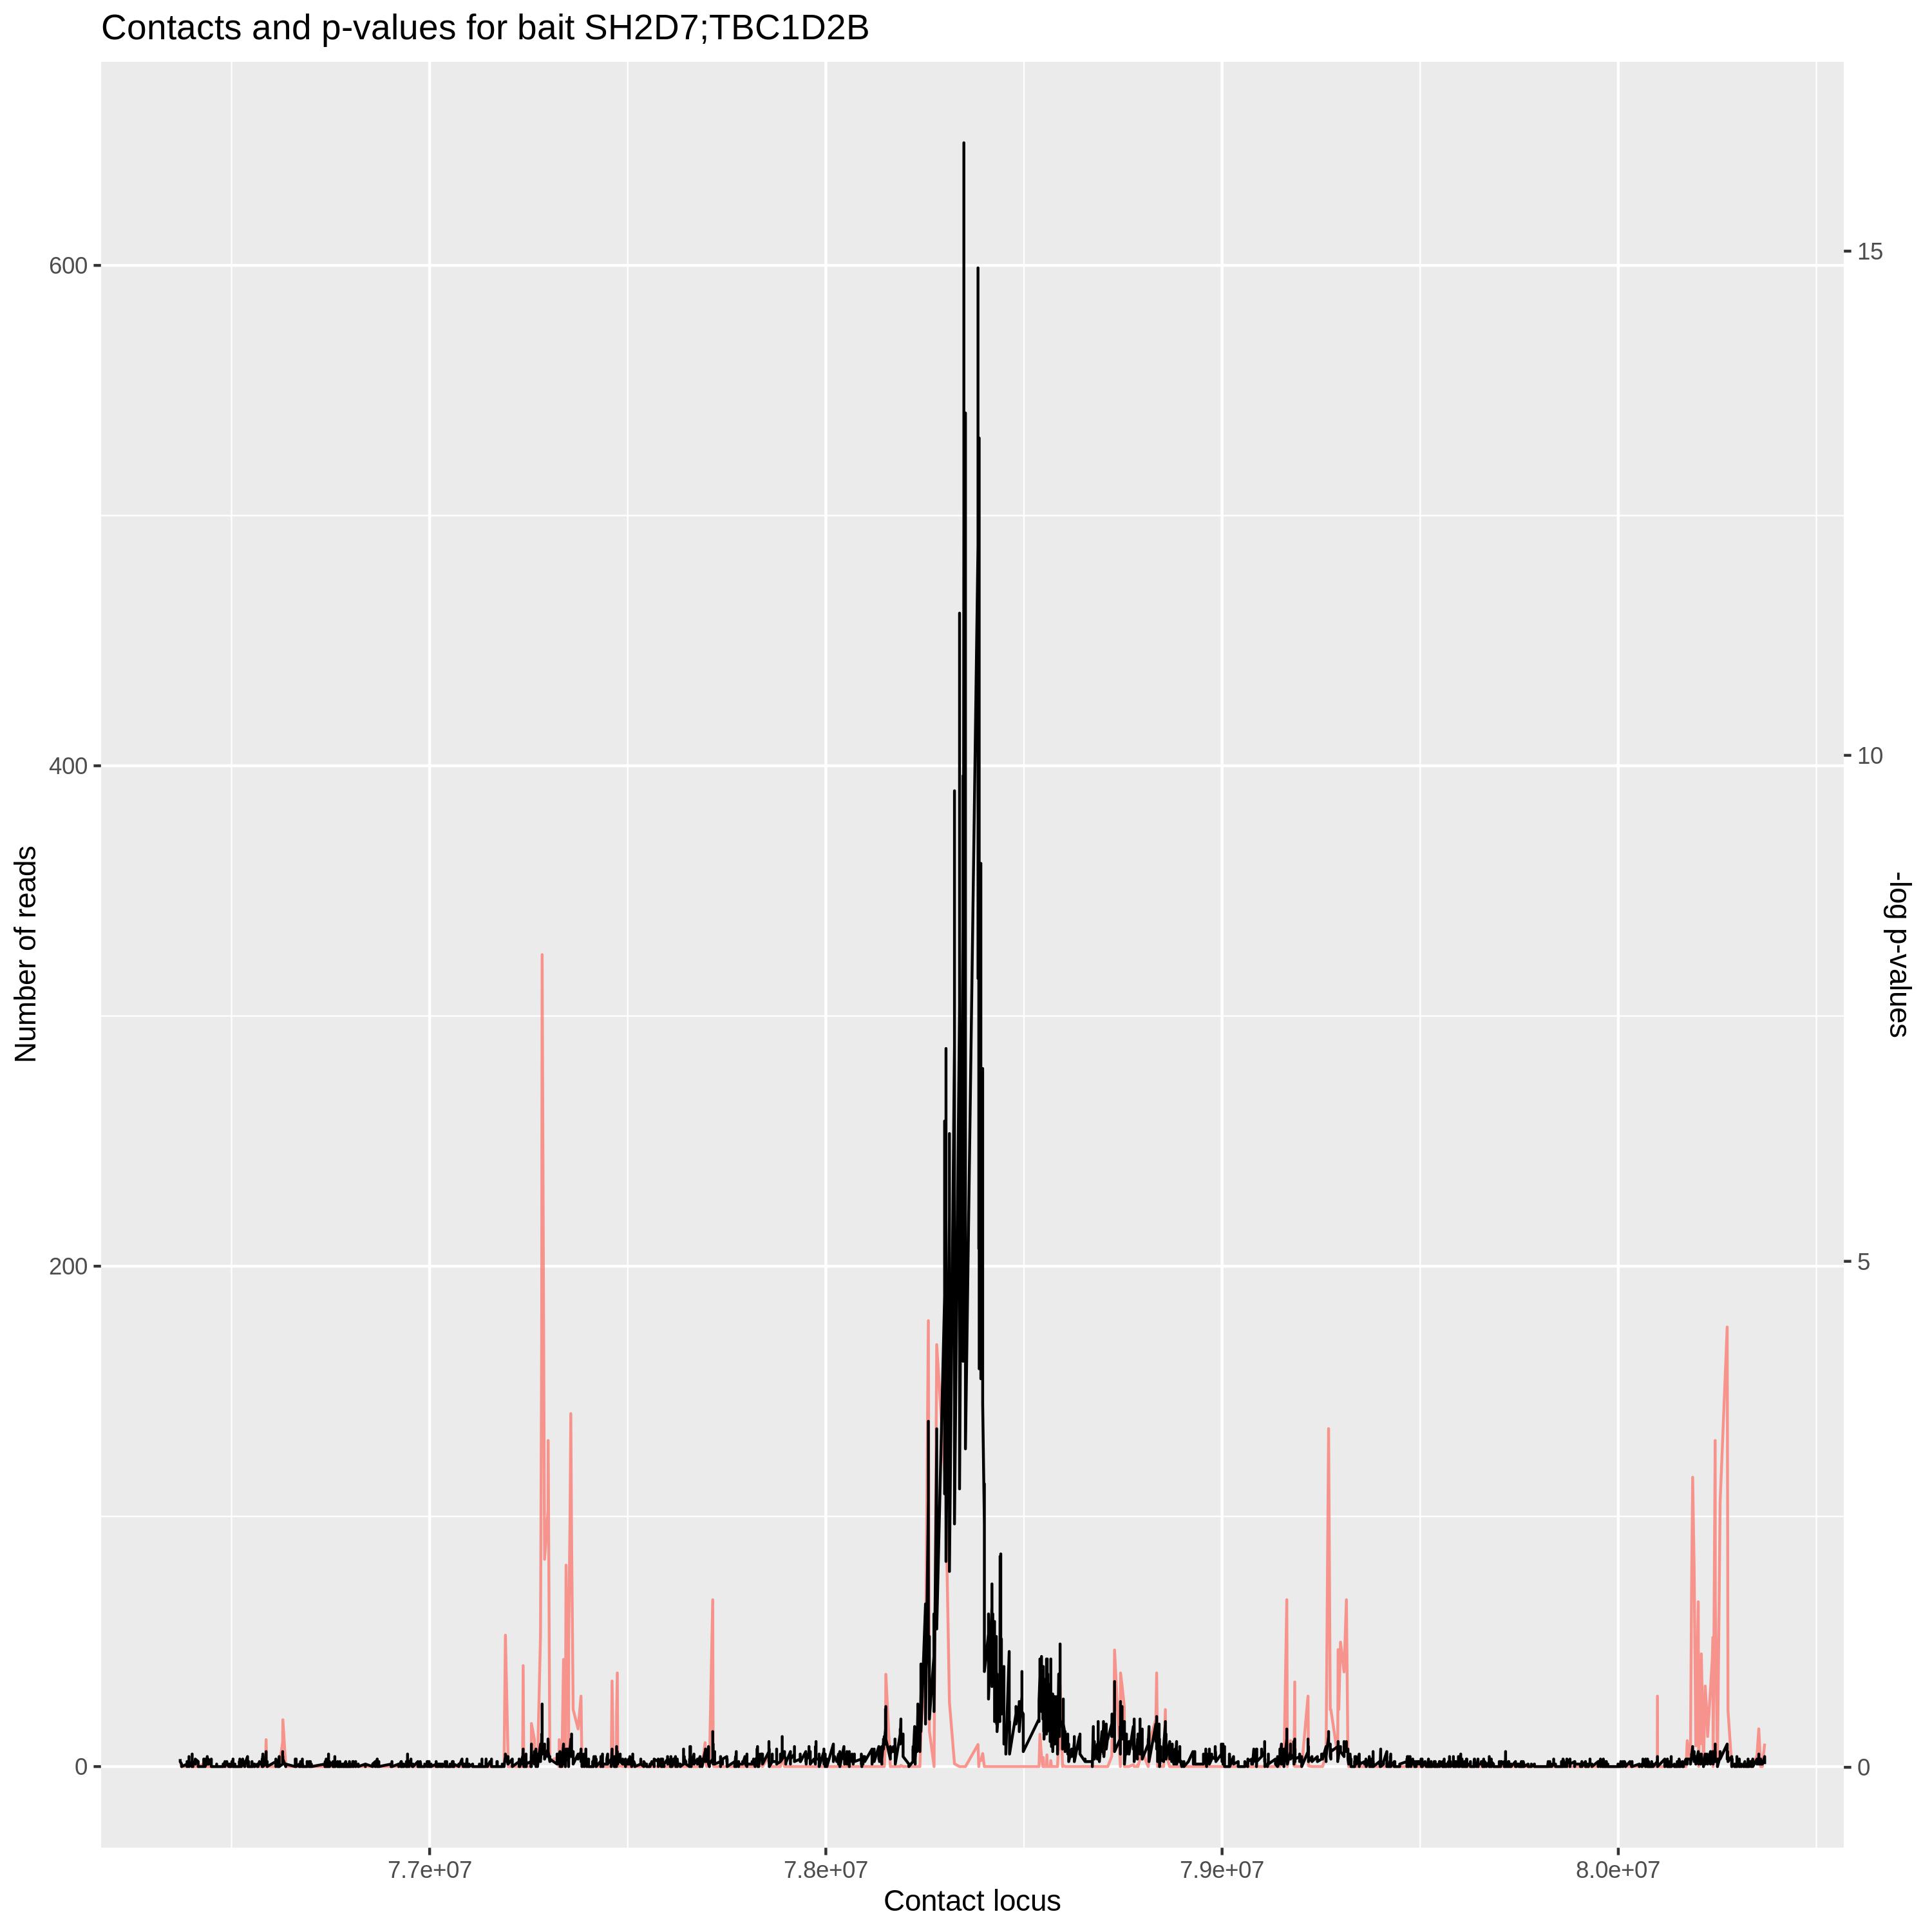 Contacts and p-values for bait SH2D7;TBC1D2B
Number of reads
600
400
200
0
15
10
5
0
-log p-values
7.7e+07
7.8e+07
7.9e+07
8.0e+07
Contact locus